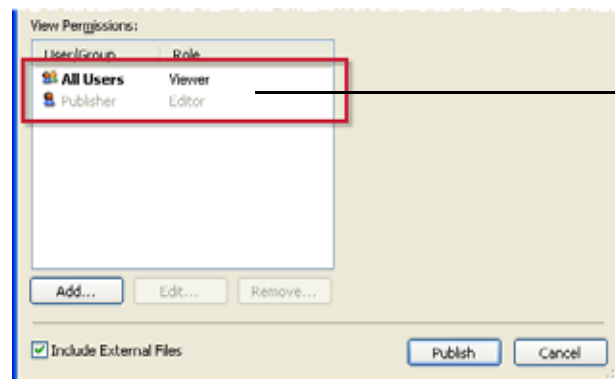 View Permissions:
User/Group Role
All Users Viewer
Publisher Editor
Add... Edit... Remove...
Include External Files
Publish Cancel